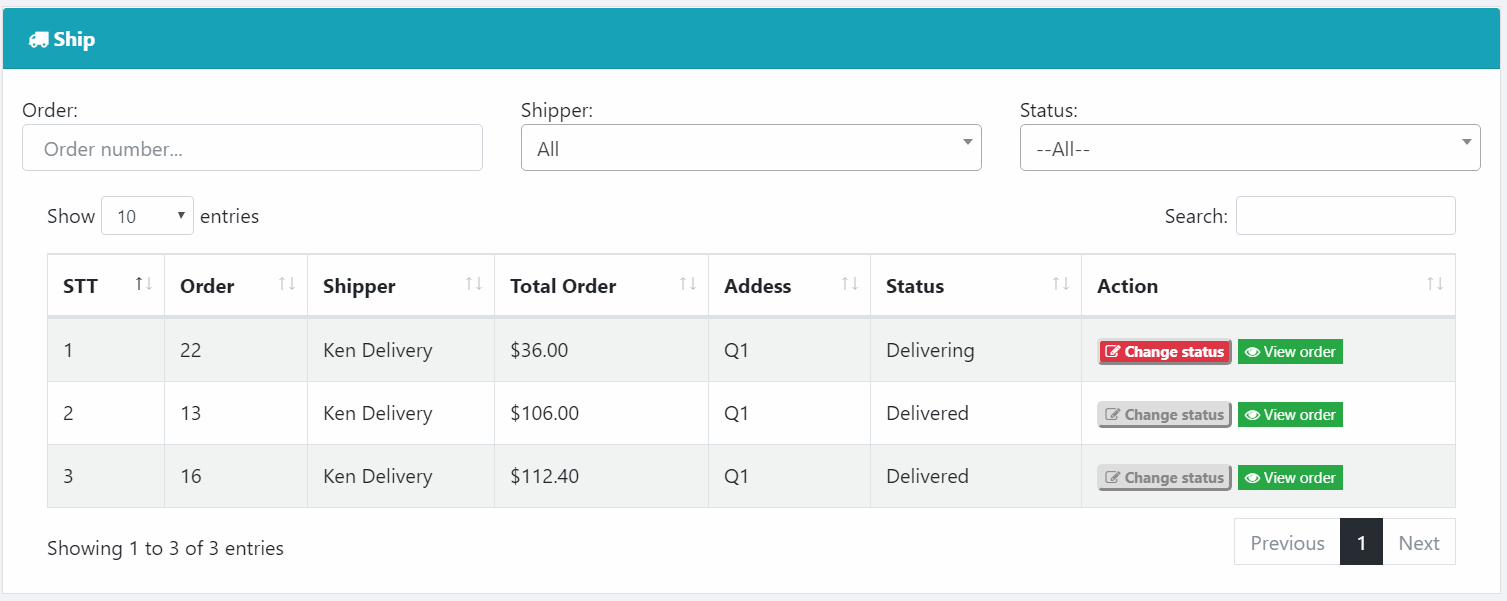 Ship
Order: Shipper: Status:
Order number... All --All--
Show 10 entries Search:
STT Order Shipper Total Order Addess Status Action
1 22 Ken Delivery $36.00 Q1 Delivering Change status View order
2 13 Ken Delivery $106.00 Q1 Delivered Change status View order
3 16 Ken Delivery $112.40 Q1 Delivered Change status View order
Showing 1 to 3 of 3 entries Previous 1 Next